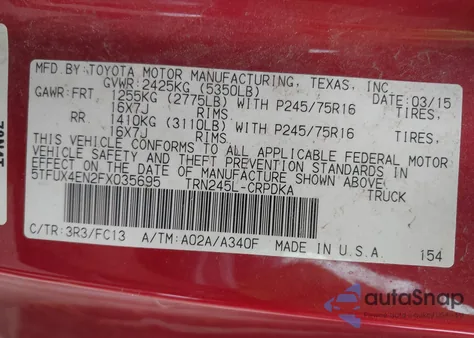 MFD.BY:TOYOTA MOTOR MANUFACTURING, TEXAS, INC.
GVWR:2425KG (5350LB) DATE:03/15
GAWR:FRT 1255KG (2775LB) WITH P245/75R16 TIRES,
16X7J RIMS
RR 1410KG (3110LB) WITH P245/75R16 TIRES,
16X7J RIMS
THIS VEHICLE CONFORMS TO ALL APPLICABLE FEDERAL MOTOR
VEHICLE SAFETY AND THEFT PREVENTION STANDARDS IN EFFECT
ON THE DATE OF MANUFACTURE SHOWN ABOVE.
5TFUX4EN2FX035695 TRN245L-CRPDKA TRUCK
C/TR:3R3/FC13 A/TM:A02A/A340F MADE IN U.S.A. 154
autoSnap